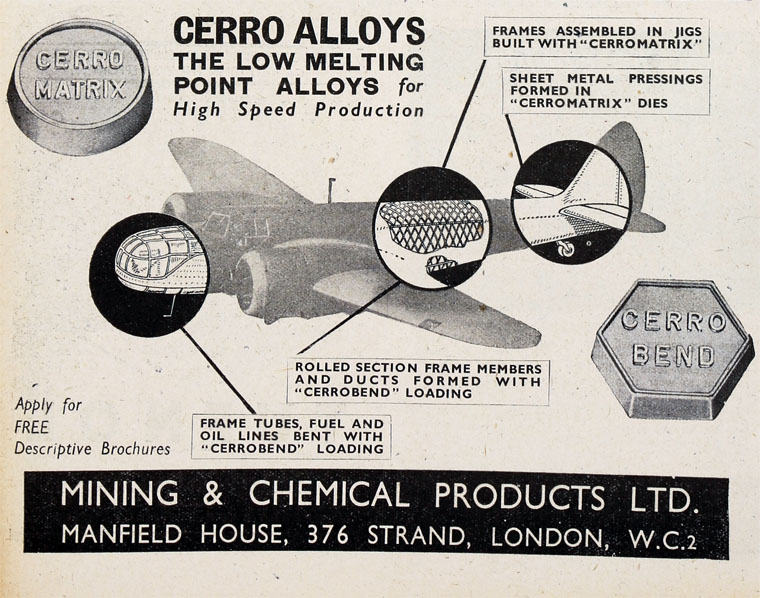 CERRO
MATRIX
CERRO ALLOYS
THE LOW MELTING
POINT ALLOYS for
High Speed Production
FRAMES ASSEMBLED IN JIGS
BUILT WITH "CERROMATRIX"
SHEET METAL PRESSINGS
FORMED IN
"CERROMATRIX" DIES
CERRO
BEND
ROLLED SECTION FRAME MEMBERS
AND DUCTS FORMED WITH
"CERROBEND" LOADING
Apply for
FREE
Descriptive Brochures
FRAME TUBES, FUEL AND
OIL LINES BENT WITH
"CERROBEND" LOADING
MINING & CHEMICAL PRODUCTS LTD.
MANFIELD HOUSE, 376 STRAND, LONDON, W.C.2